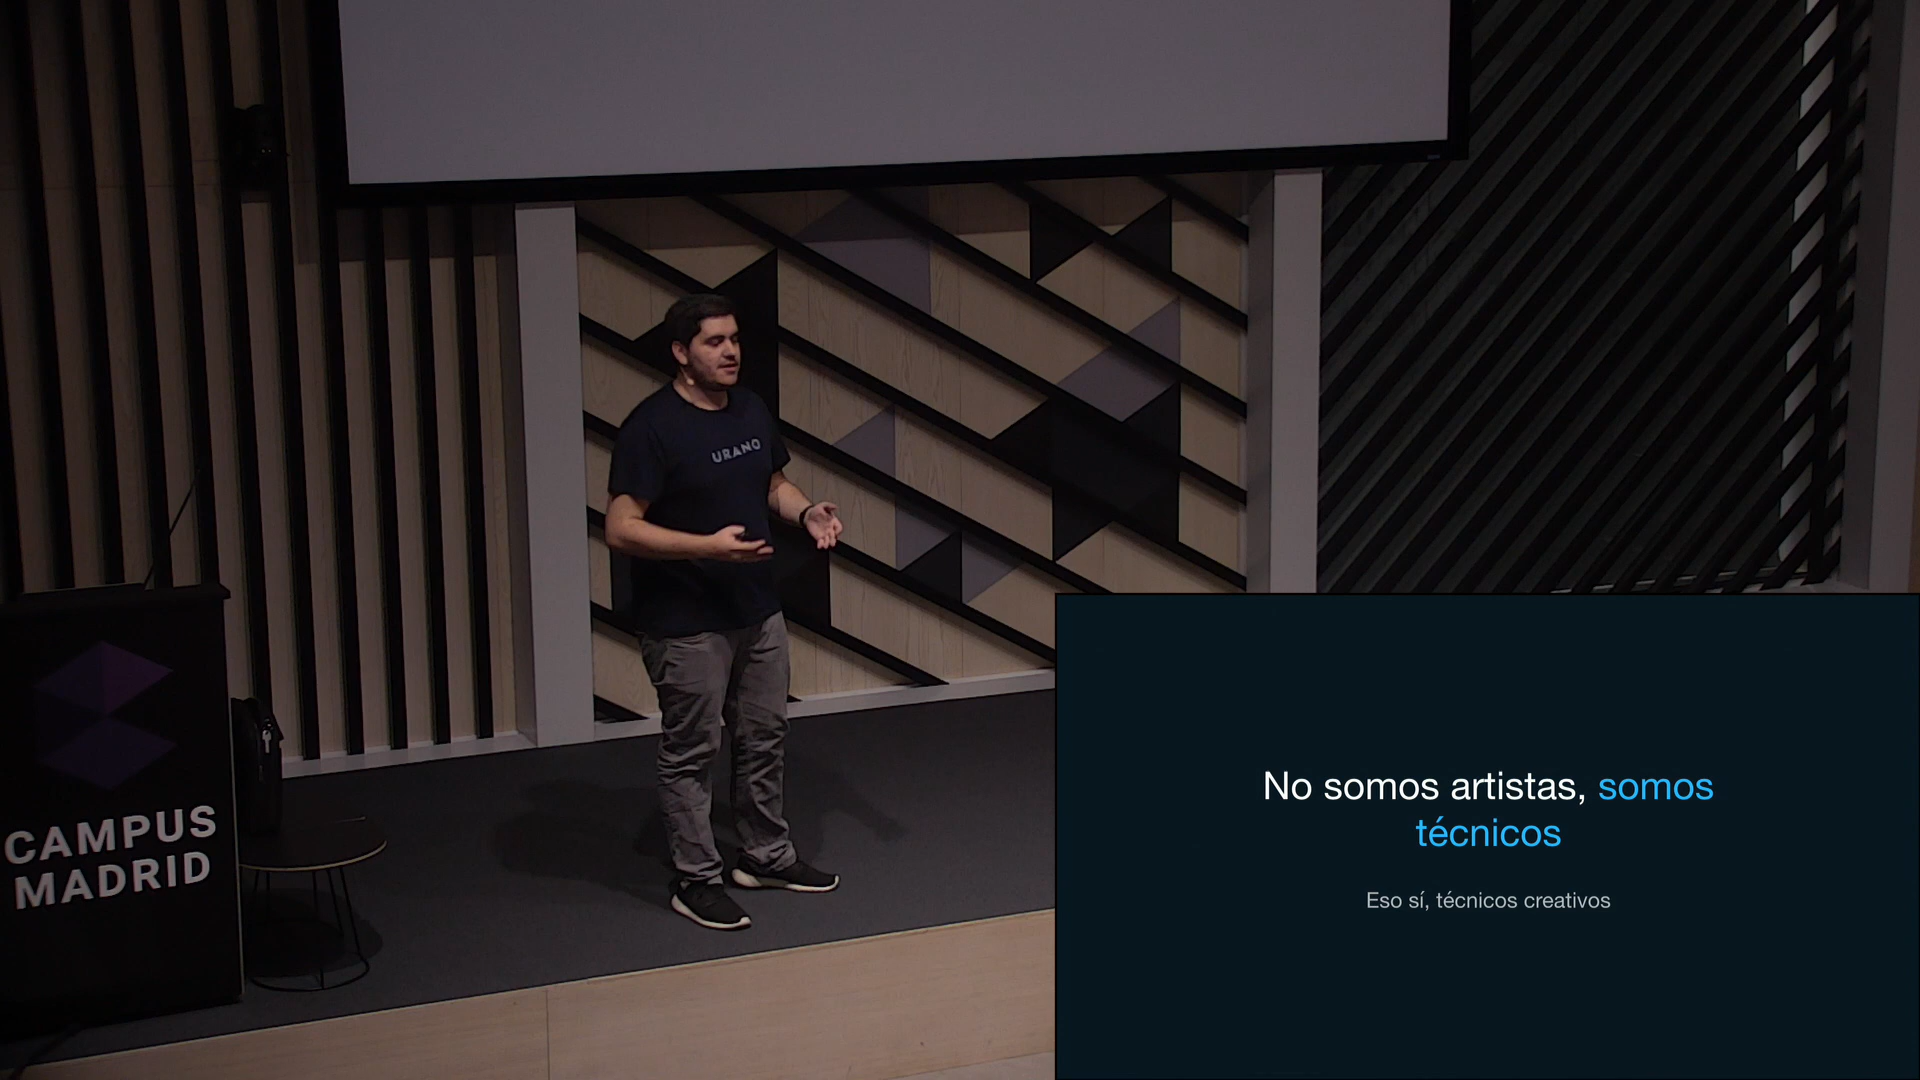 URANO
CAMPUS
MADRID
No somos artistas, somos
técnicos
Eso sí, técnicos creativos